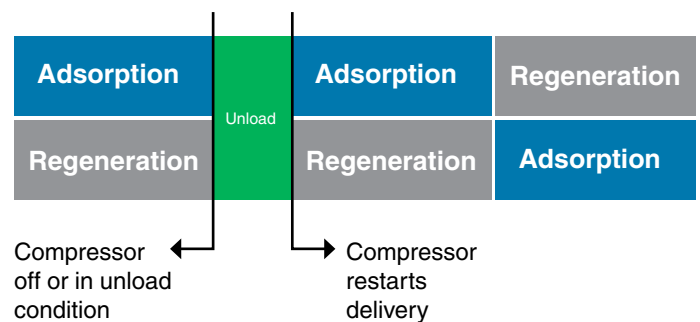 Adsorption
Unload
Adsorption
Regeneration
Regeneration
Regeneration
Adsorption
Compressor
off or in unload
condition
Compressor
restarts
delivery